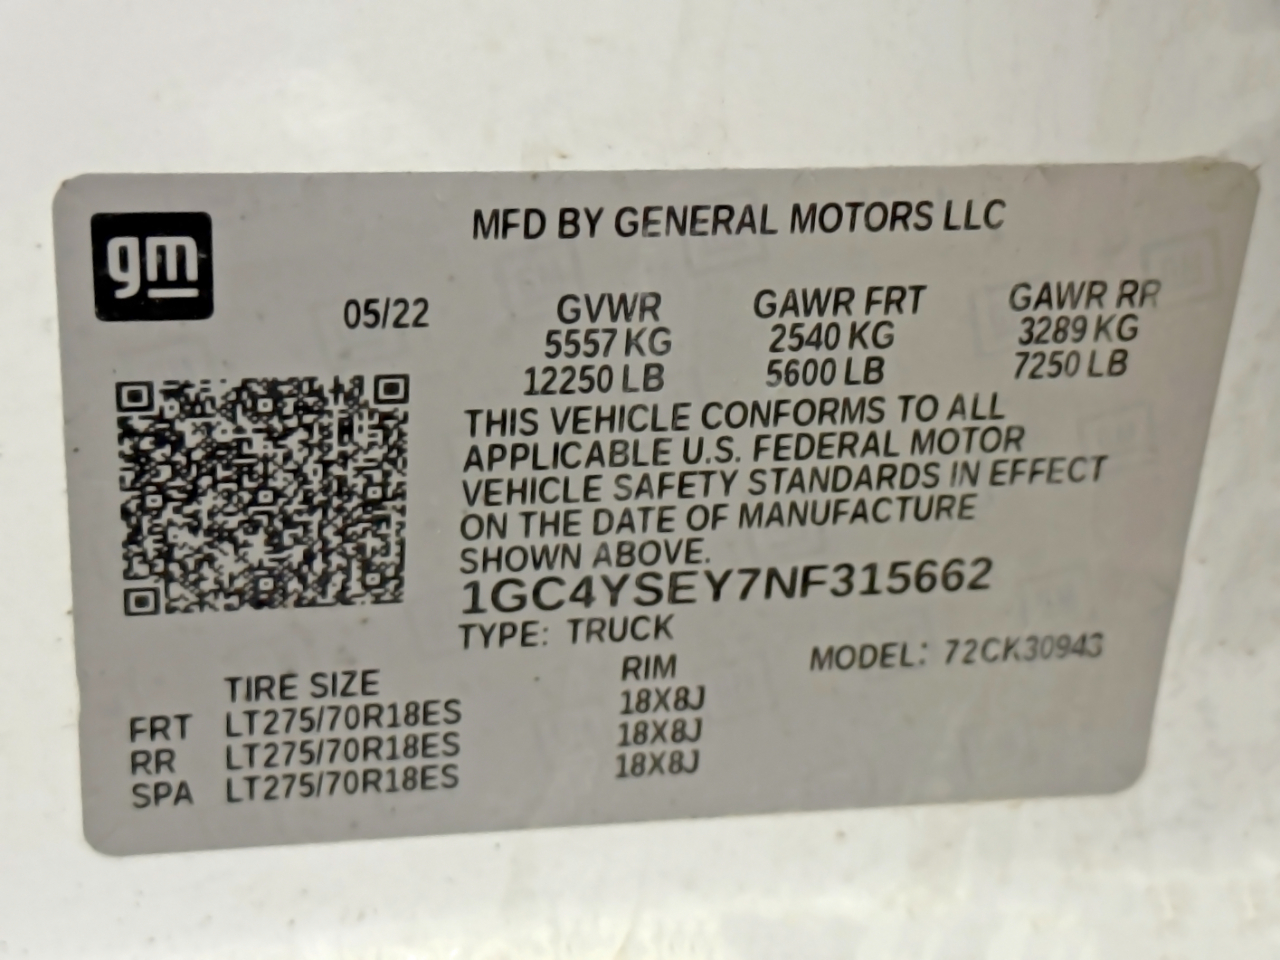 gm
MFD BY GENERAL MOTORS LLC
05/22 GVWR GAWR FRT GAWR RR
5557 KG 2540 KG 3289 KG
12250 LB 5600 LB 7250 LB
THIS VEHICLE CONFORMS TO ALL
APPLICABLE U.S. FEDERAL MOTOR
VEHICLE SAFETY STANDARDS IN EFFECT
ON THE DATE OF MANUFACTURE
SHOWN ABOVE.
1GC4YSEY7NF315662
TYPE: TRUCK
MODEL: 72CK30943
TIRE SIZE RIM
FRT LT275/70R18ES 18X8J
RR LT275/70R18ES 18X8J
SPA LT275/70R18ES 18X8J